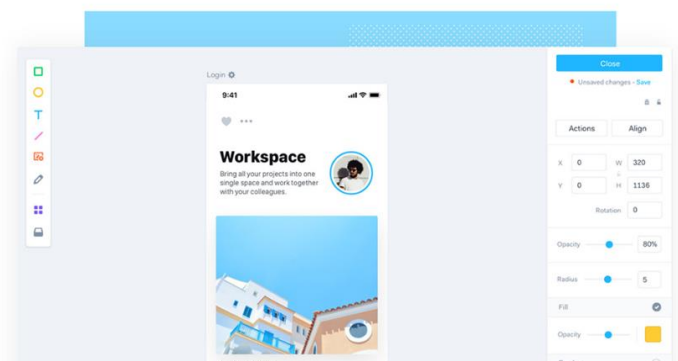 Login
9:41
Workspace
Bring all your projects into one
single space and work together
with your colleagues.
T
Close
Unsaved changes - Save
Actions Align
X 0 W 320
Y 0 H 1136
Rotation 0
Opacity 80%
Radius 5
Fill
Opacity